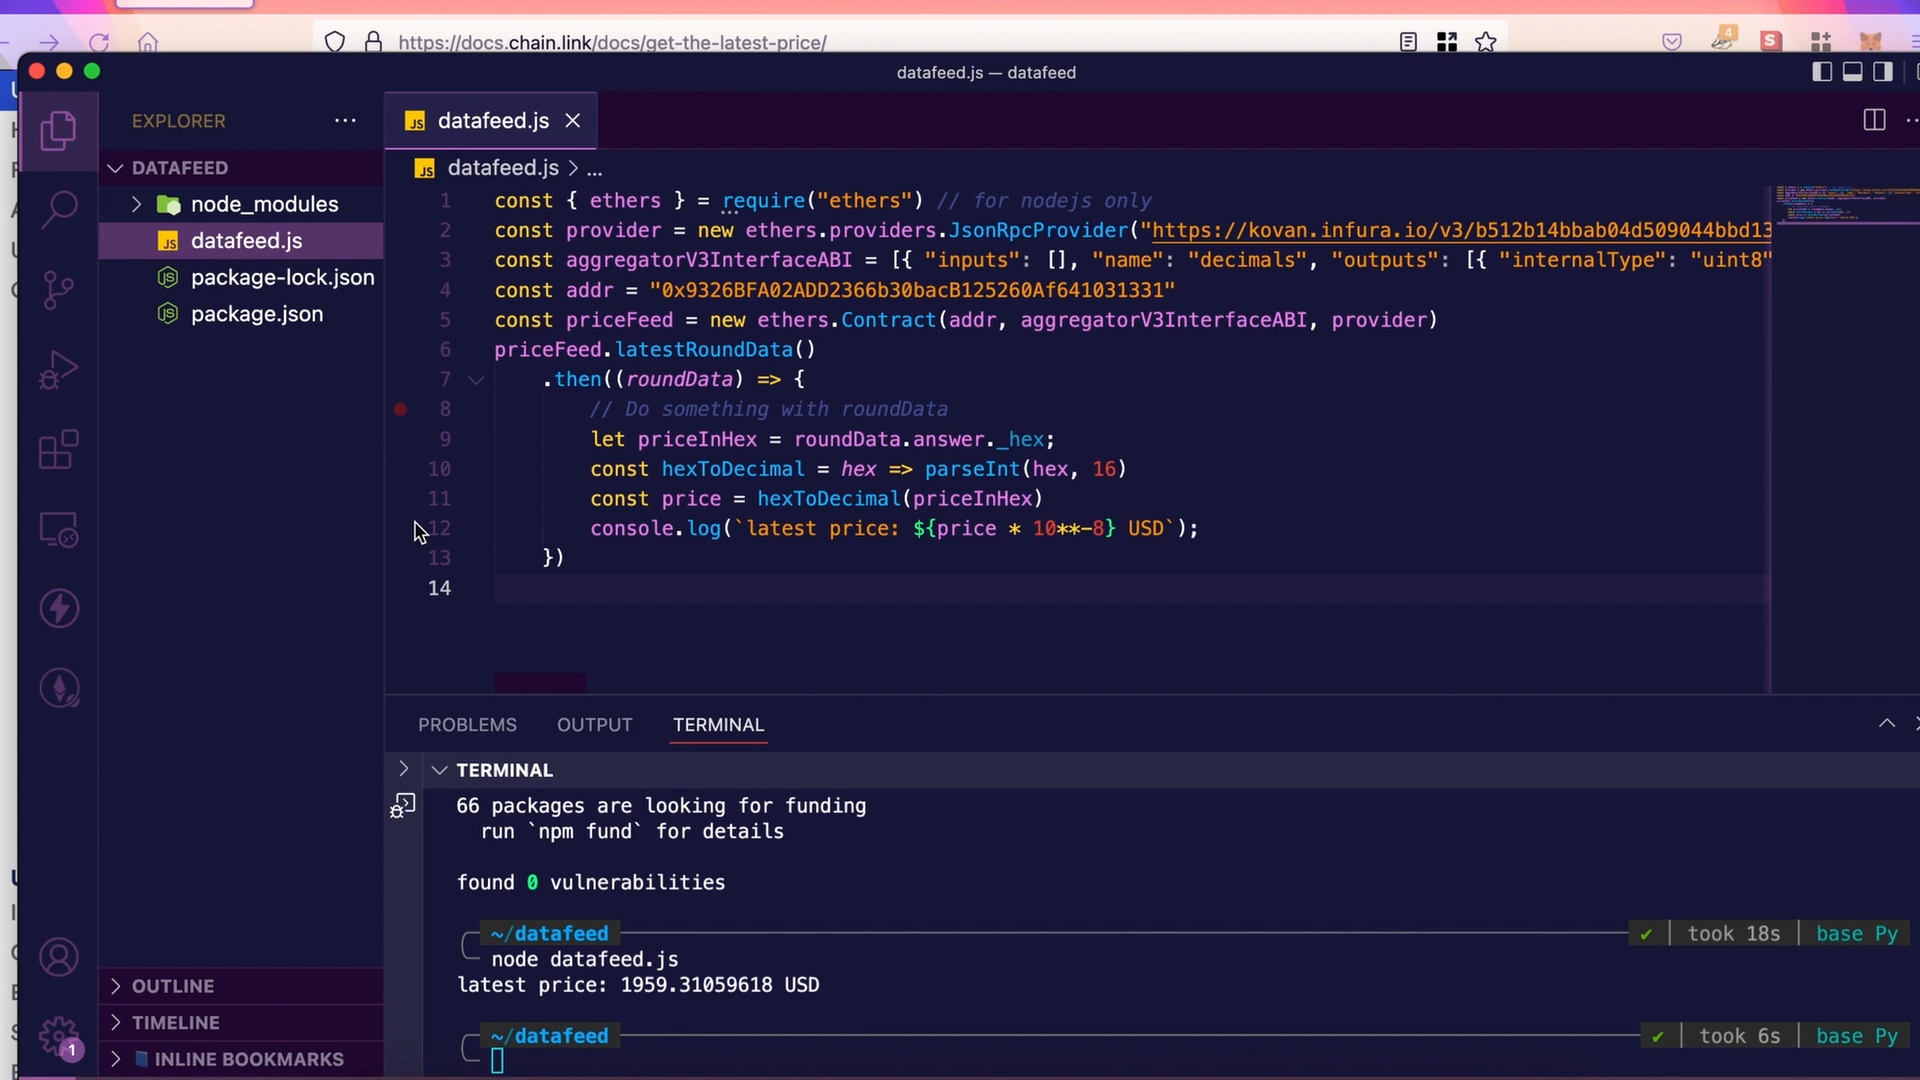 https://docs.chain.link/docs/get-the-latest-price/
4
S
datafeed.js — datafeed
EXPLORER
JS datafeed.js
DATAFEED
JS datafeed.js > ...
node_modules
JS datafeed.js
package-lock.json
package.json
1 const { ethers } = require("ethers") // for nodejs only
2 const provider = new ethers.providers.JsonRpcProvider("https://kovan.infura.io/v3/b512b14bbab04d509044bbd13
3 const aggregatorV3InterfaceABI = [{ "inputs": [], "name": "decimals", "outputs": [{ "internalType": "uint8"
4 const addr = "0x9326BFA02ADD2366b30bacB125260Af641031331"
5 const priceFeed = new ethers.Contract(addr, aggregatorV3InterfaceABI, provider)
6 priceFeed.latestRoundData()
7 .then((roundData) => {
8 // Do something with roundData
9 let priceInHex = roundData.answer._hex;
10 const hexToDecimal = hex => parseInt(hex, 16)
11 const price = hexToDecimal(priceInHex)
12 console.log(`latest price: ${price * 10**-8} USD`);
13 })
14
PROBLEMS OUTPUT TERMINAL
TERMINAL
66 packages are looking for funding
run `npm fund` for details
found 0 vulnerabilities
~/datafeed ✔ | took 18s | base Py
node datafeed.js
latest price: 1959.31059618 USD
~/datafeed ✔ | took 6s | base Py
OUTLINE
TIMELINE
INLINE BOOKMARKS
1